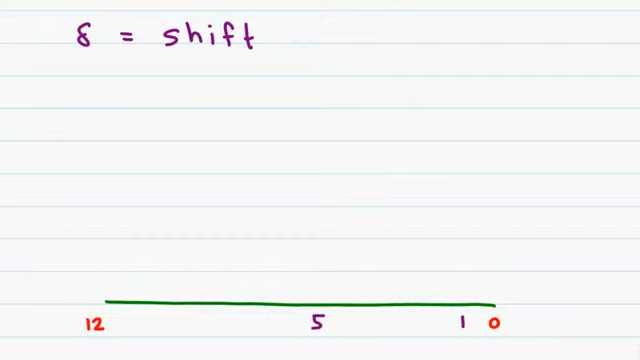 δ = shift
12 5 1 0